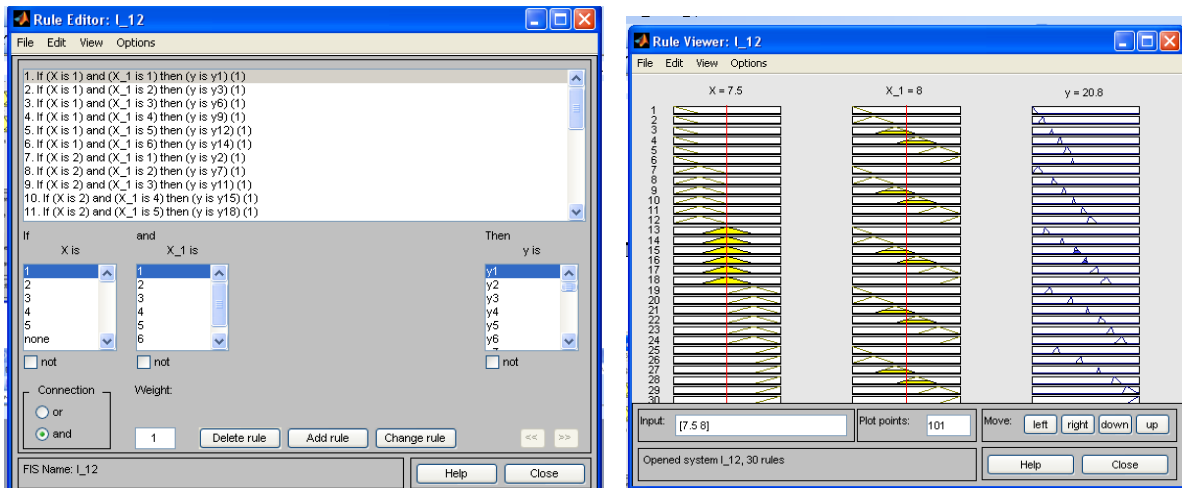 Rule Editor: I_12
File Edit View Options
1. If (X is 1) and (X_1 is 1) then (y is y1) (1)
2. If (X is 1) and (X_1 is 2) then (y is y3) (1)
3. If (X is 1) and (X_1 is 3) then (y is y6) (1)
4. If (X is 1) and (X_1 is 4) then (y is y9) (1)
5. If (X is 1) and (X_1 is 5) then (y is y12) (1)
6. If (X is 1) and (X_1 is 6) then (y is y14) (1)
7. If (X is 2) and (X_1 is 1) then (y is y2) (1)
8. If (X is 2) and (X_1 is 2) then (y is y7) (1)
9. If (X is 2) and (X_1 is 3) then (y is y11) (1)
10. If (X is 2) and (X_1 is 4) then (y is y15) (1)
11. If (X is 2) and (X_1 is 5) then (y is y18) (1)
If and Then
X is X_1 is y is
1 1 y1
2 2 y2
3 3 y3
4 4 y4
5 5 y5
none 6 y6
not not not
Connection Weight:
or
and 1 Delete rule Add rule Change rule << >>
FIS Name: I_12 Help Close
Rule Viewer: I_12
File Edit View Options
X = 7.5 X_1 = 8 y = 20.8
1
2
3
4
5
6
7
8
9
10
11
12
13
14
15
16
17
18
19
20
21
22
23
24
25
26
27
28
29
30
Input: [7.5 8] Plot points: 101 Move: left right down up
Opened system I_12, 30 rules Help Close